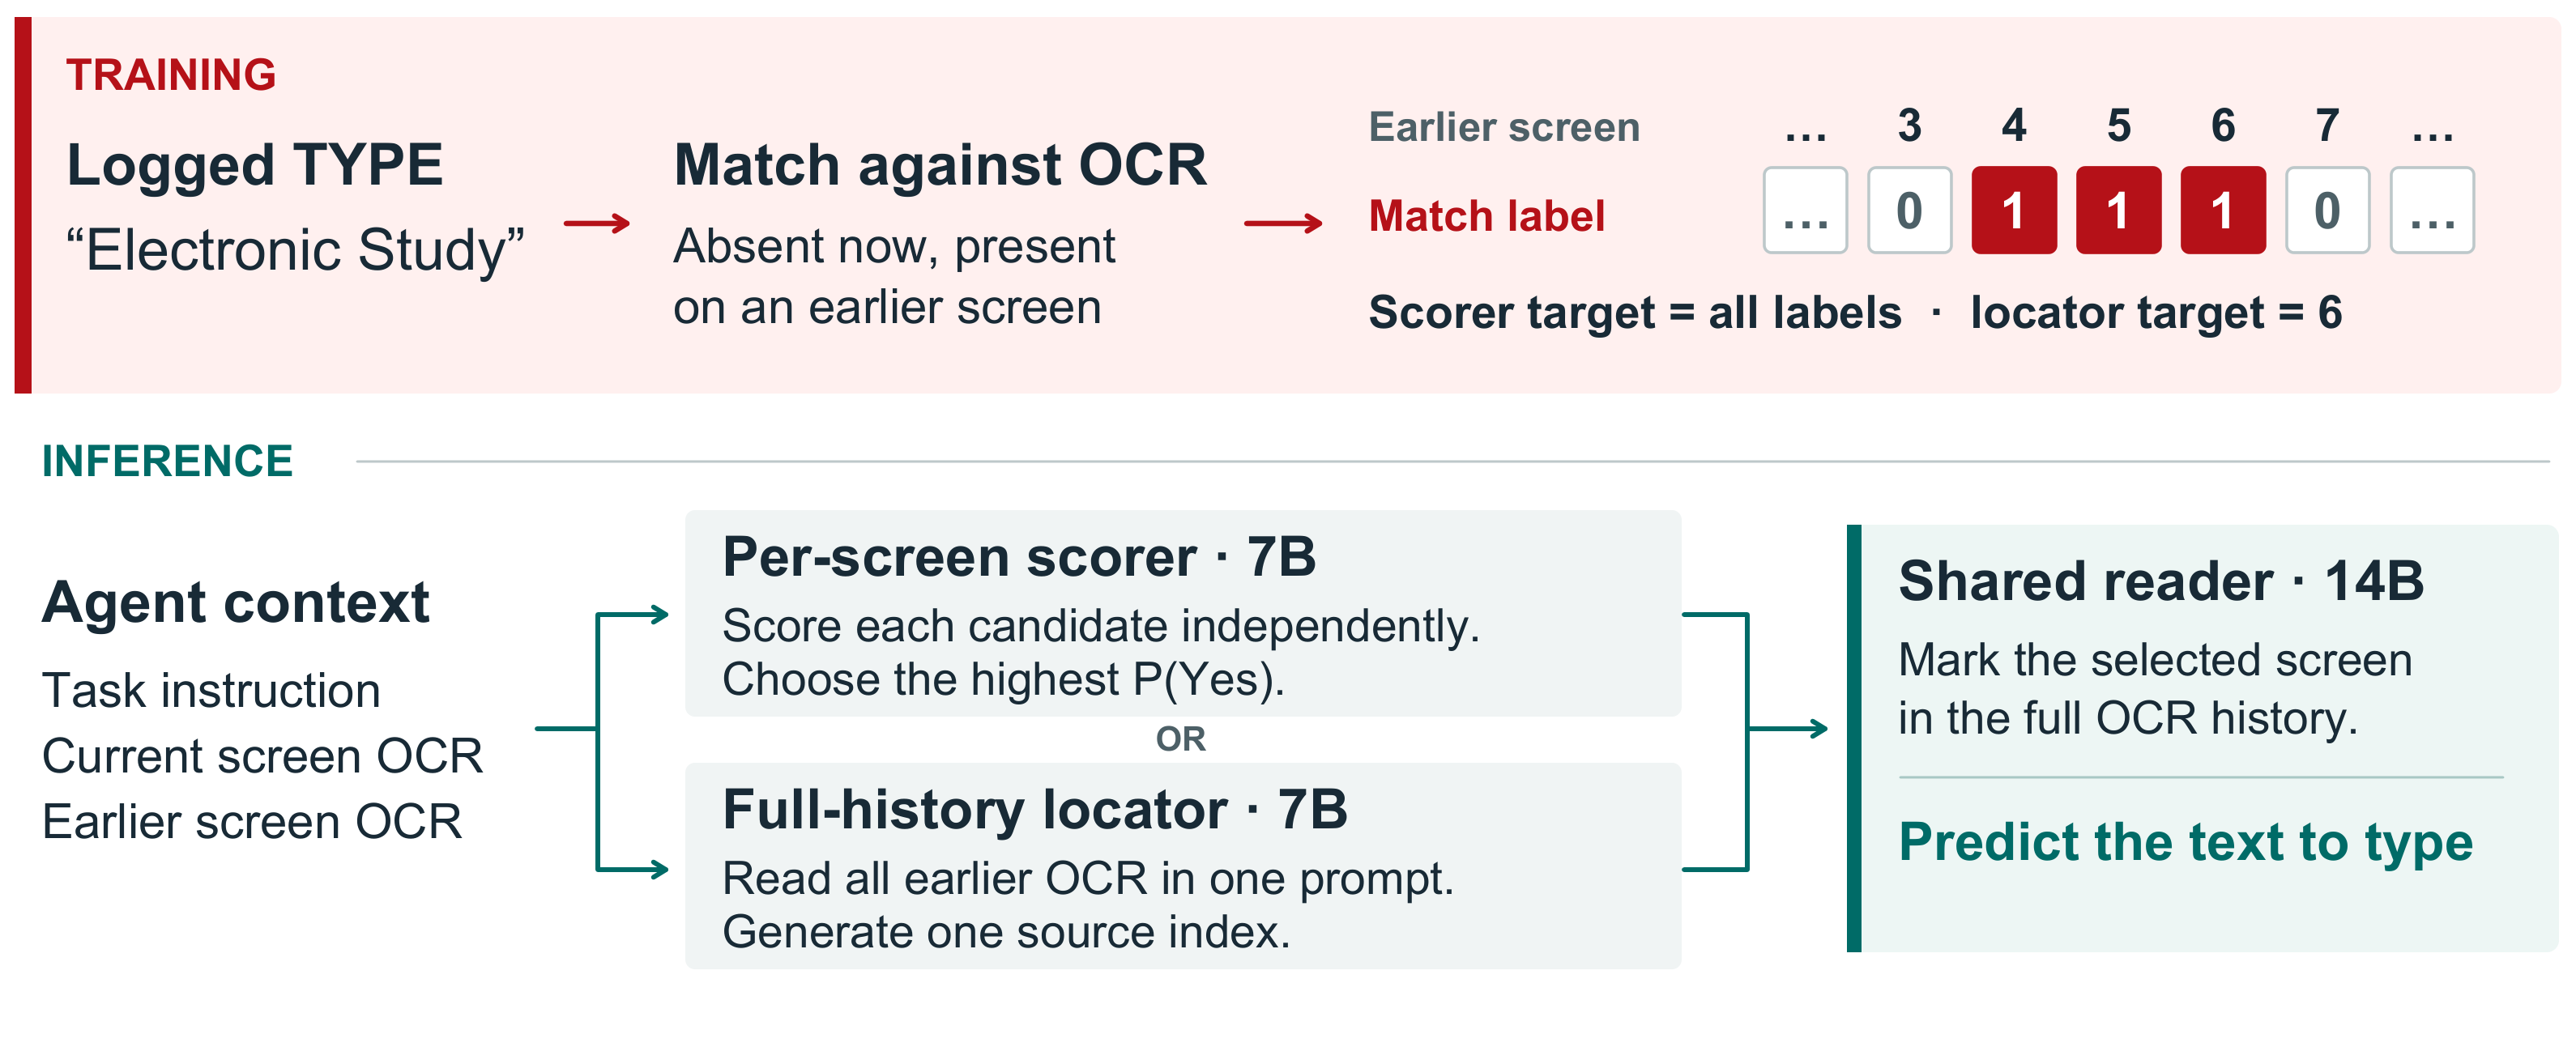 TRAINING
Logged TYPE
“Electronic Study”
Match against OCR
Absent now, present
on an earlier screen
Earlier screen ... 3 4 5 6 7 ...
Match label ... 0 1 1 1 0 ...
Scorer target = all labels · locator target = 6
INFERENCE
Agent context
Task instruction
Current screen OCR
Earlier screen OCR
Per-screen scorer · 7B
Score each candidate independently.
Choose the highest P(Yes).
OR
Full-history locator · 7B
Read all earlier OCR in one prompt.
Generate one source index.
Shared reader · 14B
Mark the selected screen
in the full OCR history.
Predict the text to type